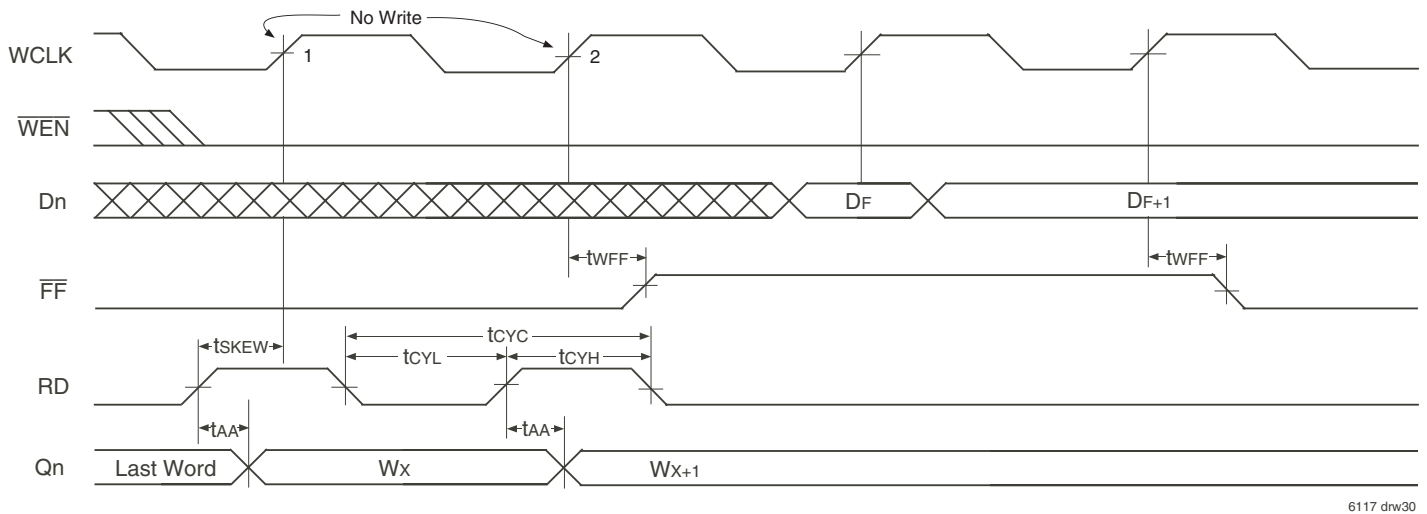 No Write
WCLK 1 2
WEN
Dn DF DF+1
tWFF tWFF
FF
tCYC
tSKEW tCYL tCYH
RD
tAA tAA
Qn Last Word WX WX+1
6117 drw30